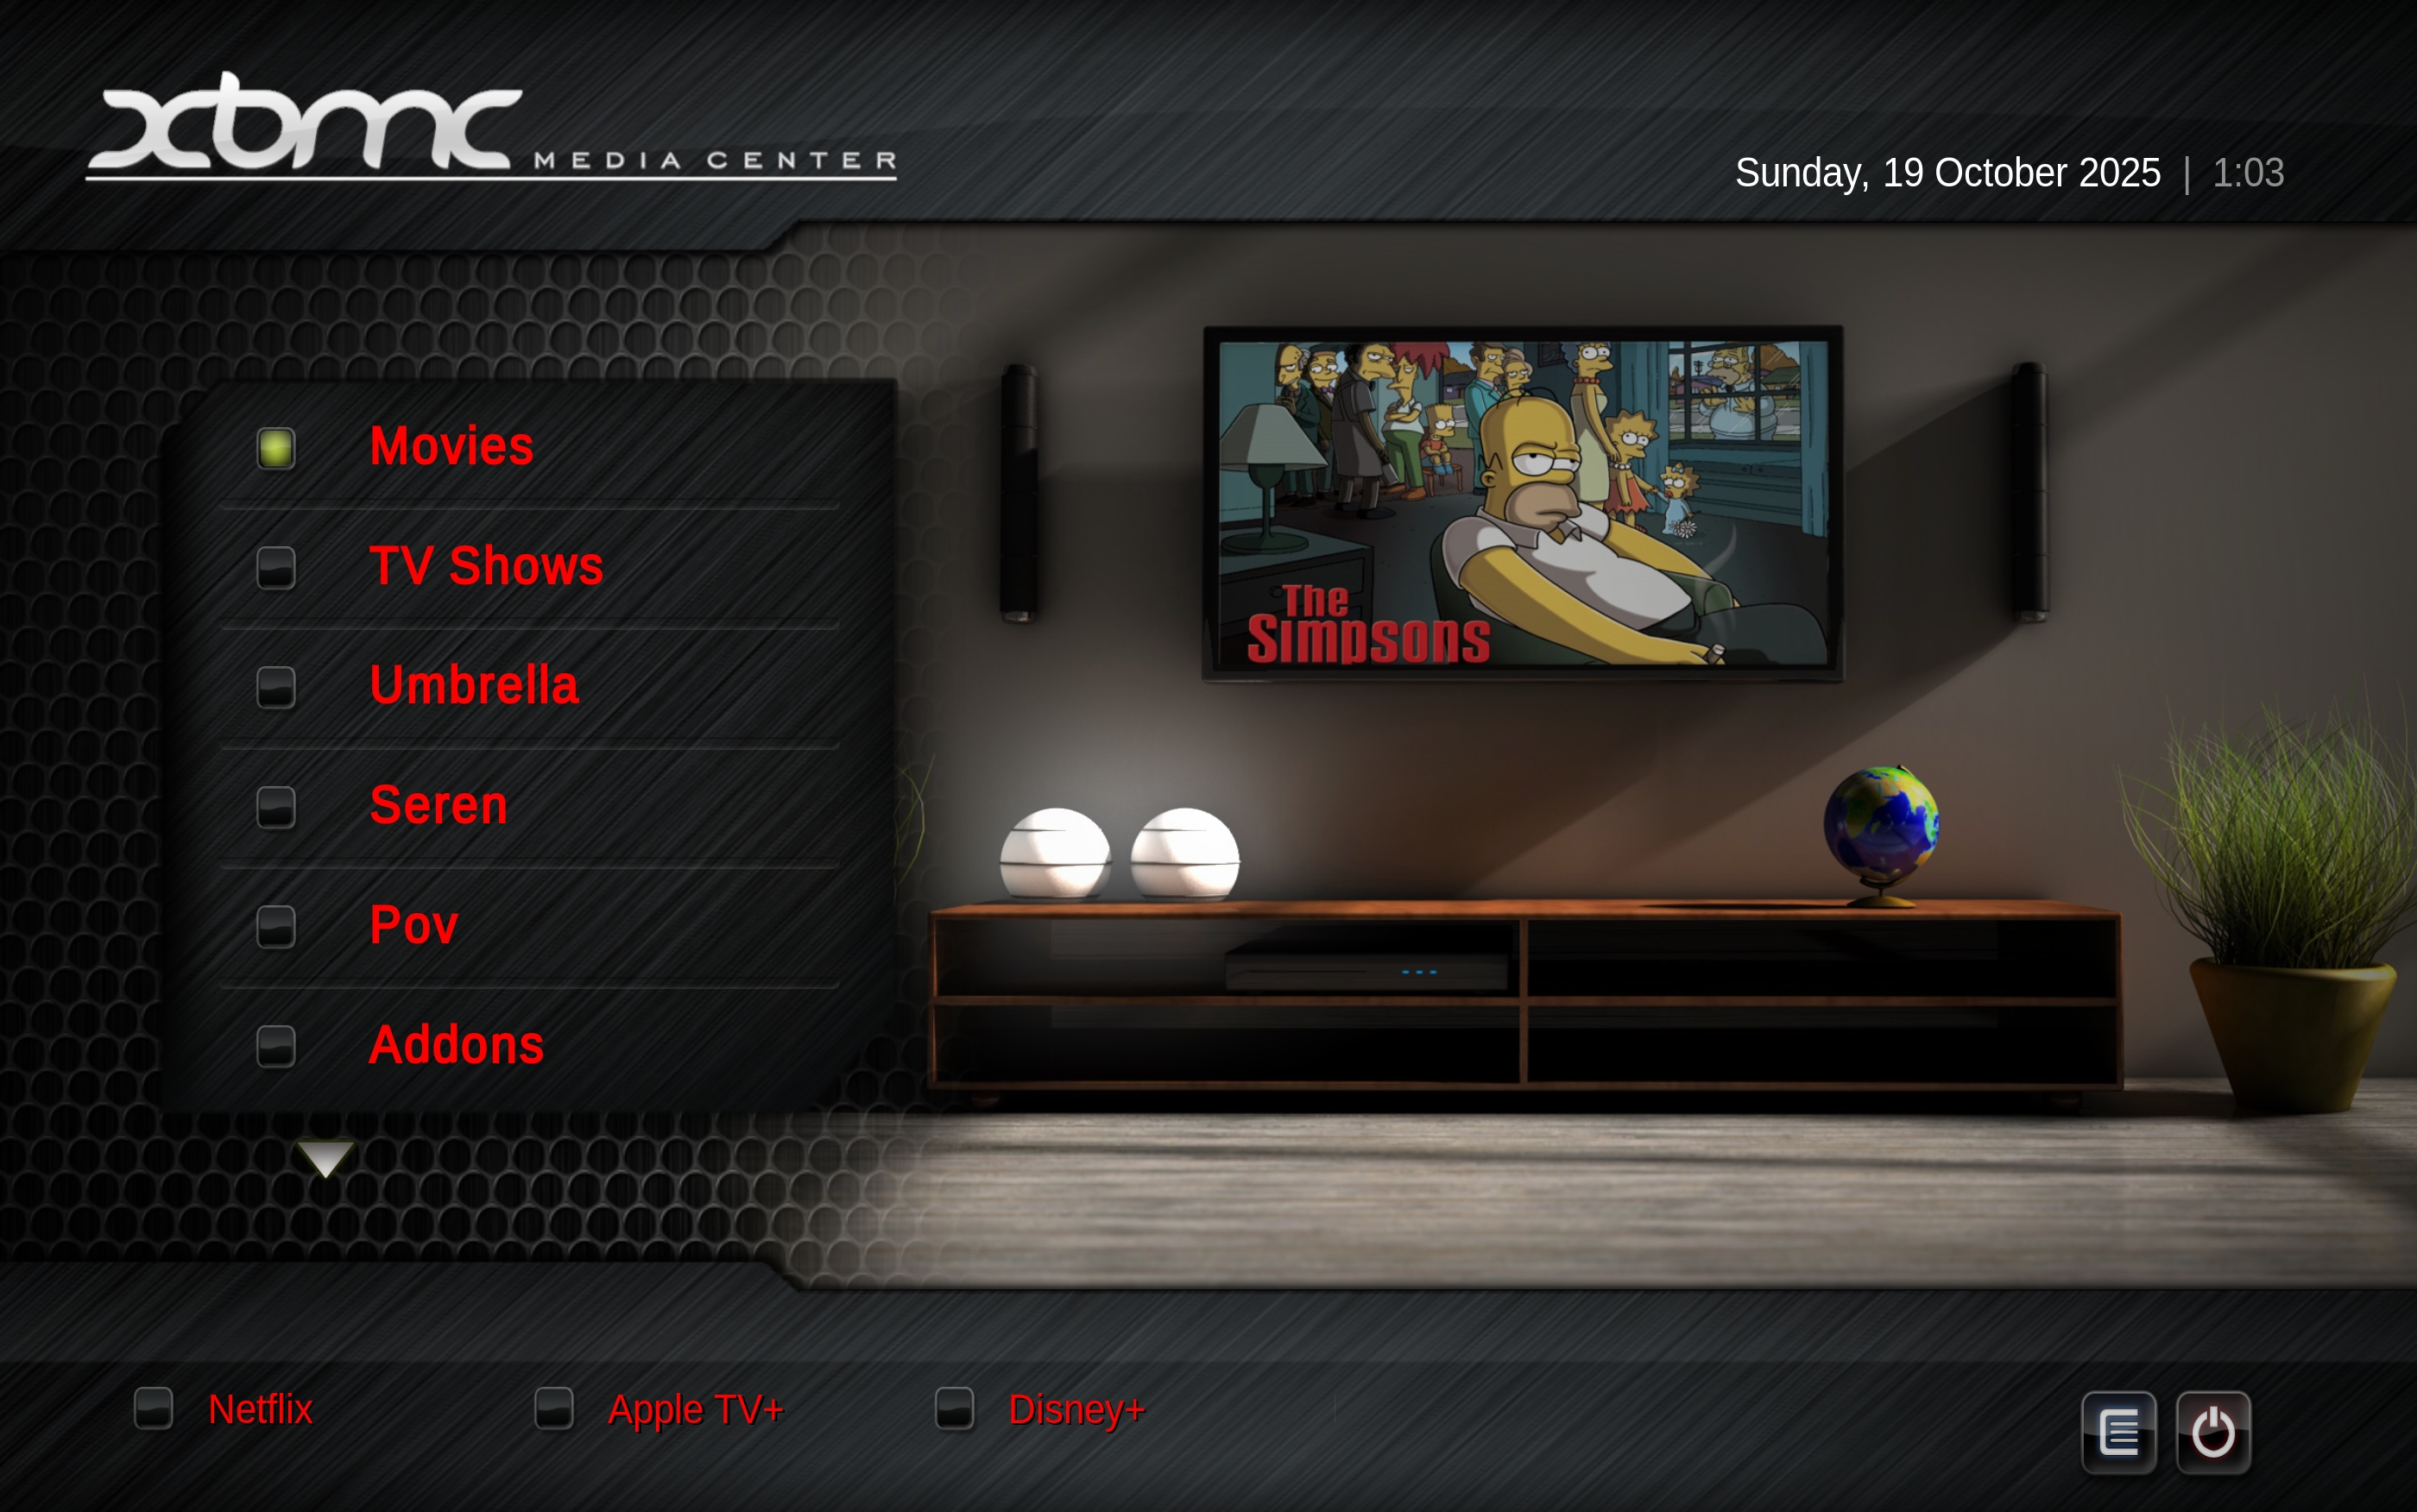 xbmc MEDIA CENTER
Sunday, 19 October 2025 | 1:03
Movies
TV Shows
Umbrella
Seren
Pov
Addons
The
Simpsons
Netflix
Apple TV+
Disney+